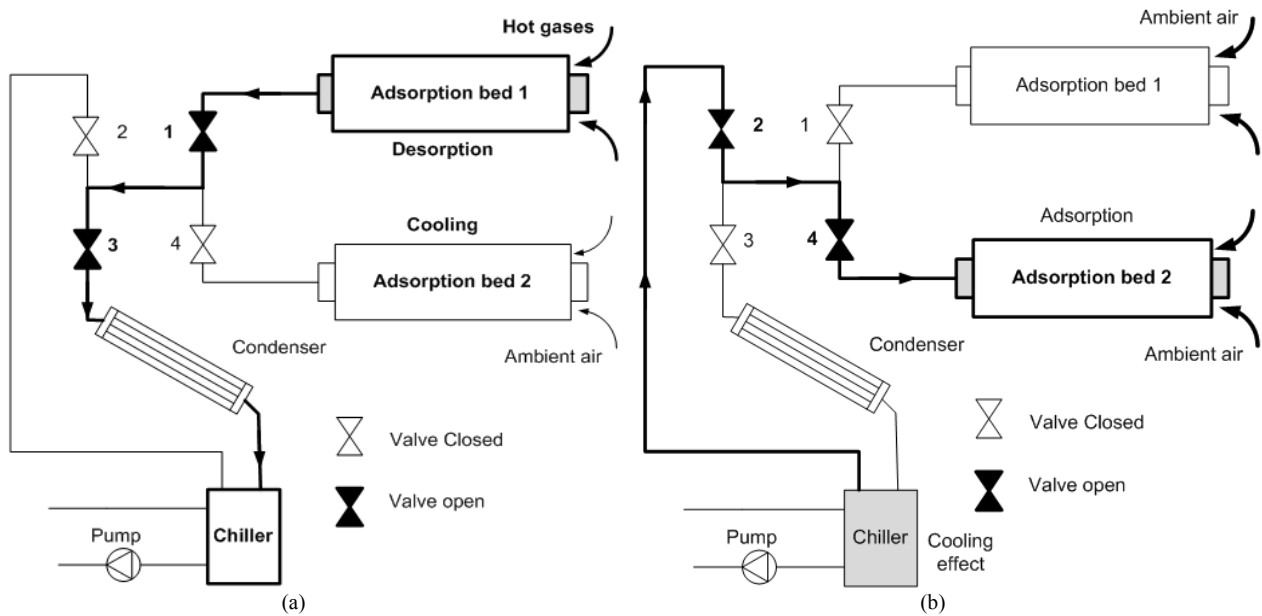 Hot gases
Adsorption bed 1
2
1
Desorption
Cooling
3
4
Adsorption bed 2
Condenser
Ambient air
Valve Closed
Valve open
Pump
Chiller
(a)
Ambient air
Adsorption bed 1
2
1
Adsorption
3
4
Adsorption bed 2
Condenser
Ambient air
Valve Closed
Valve open
Pump
Chiller
Cooling
effect
(b)